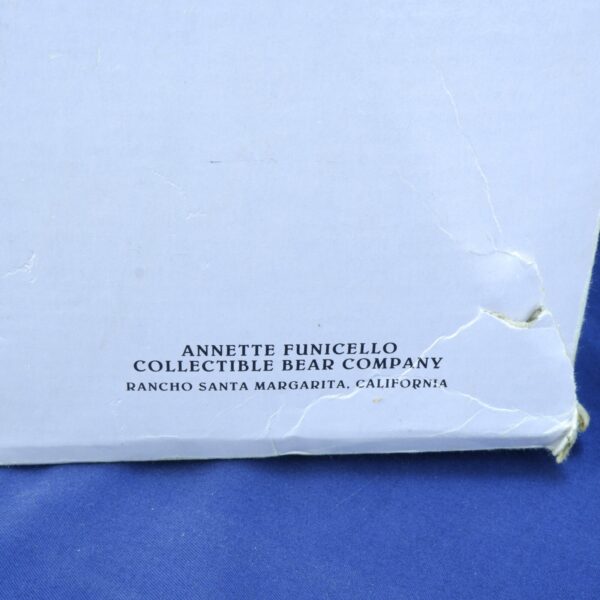 ANNETTE FUNICELLO
COLLECTIBLE BEAR COMPANY
RANCHO SANTA MARGARITA, CALIFORNIA